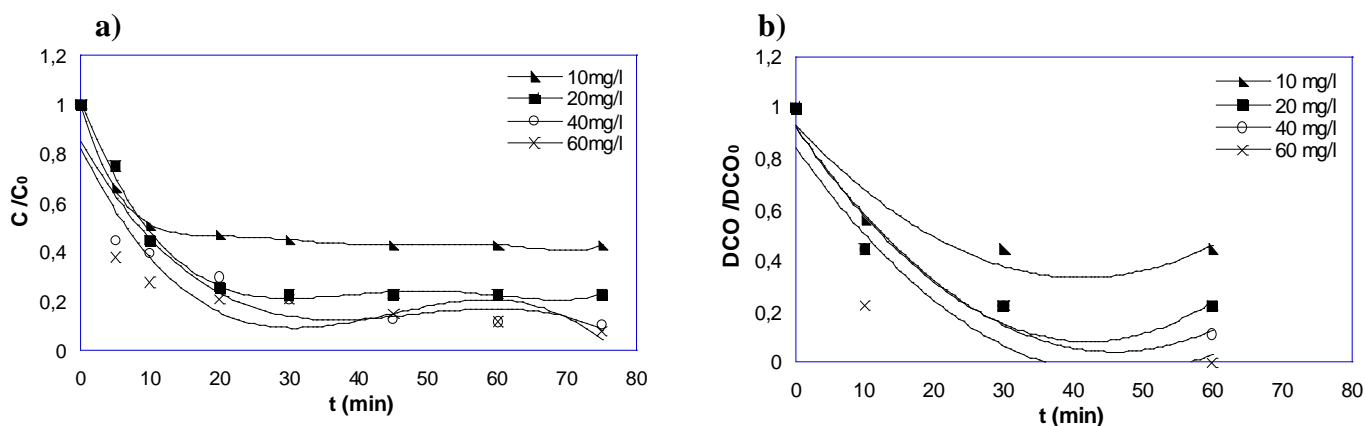 a)
C /C₀
1,2
1
0,8
0,6
0,4
0,2
0
0 10 20 30 40 50 60 70 80
t (min)
10mg/l
20mg/l
40mg/l
60mg/l
b)
DCO /DCO₀
1,2
1
0,8
0,6
0,4
0,2
0
0 10 20 30 40 50 60 70 80
t (min)
10 mg/l
20 mg/l
40 mg/l
60 mg/l